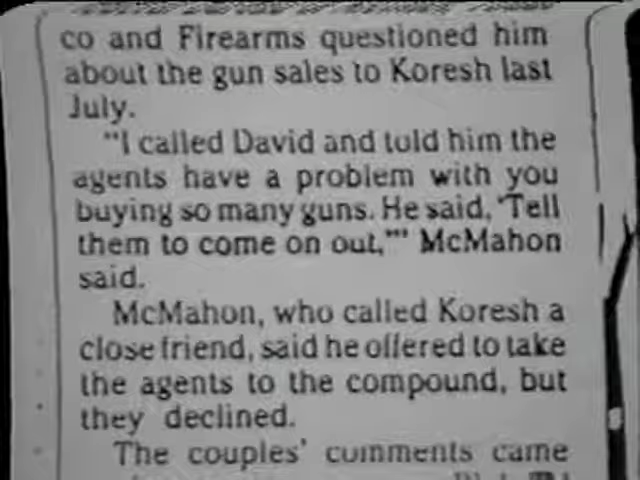 co and Firearms questioned him
about the gun sales to Koresh last
July.
"I called David and told him the
agents have a problem with you
buying so many guns. He said, 'Tell
them to come on out,'" McMahon
said.
McMahon, who called Koresh a
close friend, said he offered to take
the agents to the compound, but
they declined.
The couples' comments came